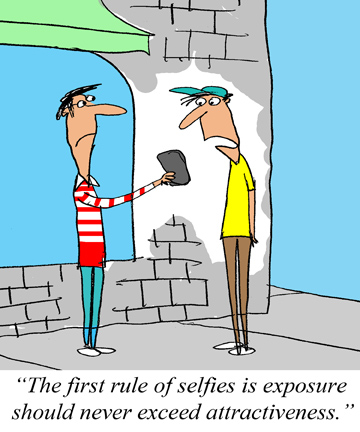 “The first rule of selfies is exposure
should never exceed attractiveness.”